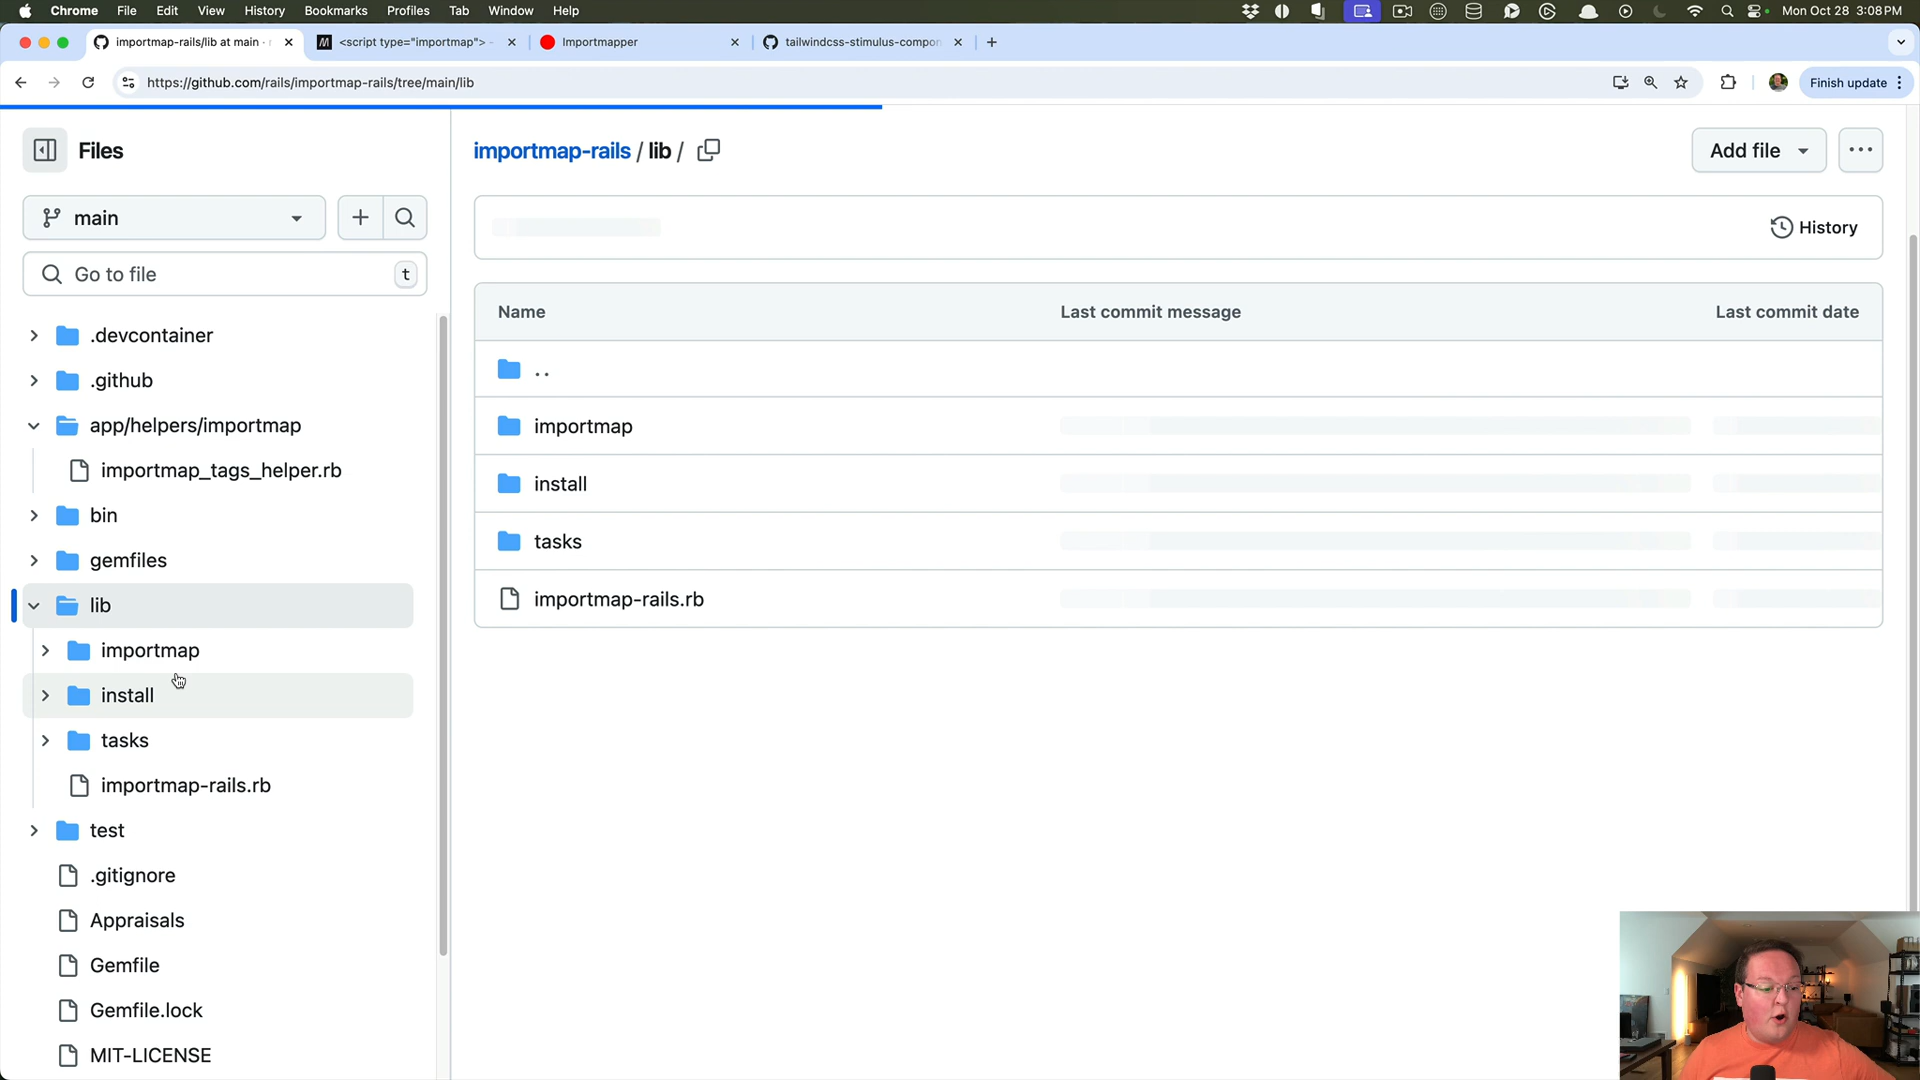 Chrome File Edit View History Bookmarks Profiles Tab Window Help Mon Oct 28 3:08 PM
importmap-rails/lib at main · <script type="importmap"> - Importmapper tailwindcss-stimulus-compon
https://github.com/rails/importmap-rails/tree/main/lib Finish update
Files
importmap-rails / lib /
Add file
main
History
Go to file t
Name Last commit message Last commit date
.devcontainer
..
.github
app/helpers/importmap
importmap
importmap_tags_helper.rb
install
bin
tasks
gemfiles
importmap-rails.rb
lib
importmap
install
tasks
importmap-rails.rb
test
.gitignore
Appraisals
Gemfile
Gemfile.lock
MIT-LICENSE